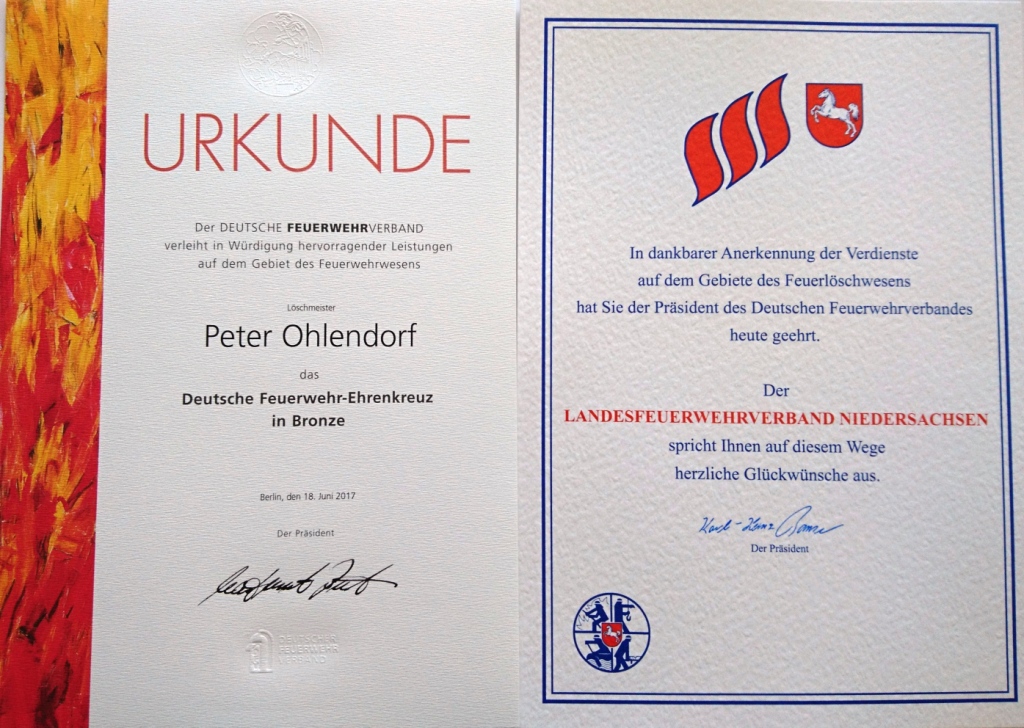 URKUNDE
Der DEUTSCHE FEUERWEHRVERBAND
verleiht in Würdigung hervorragender Leistungen
auf dem Gebiet des Feuerwehrwesens
Löschmeister
Peter Ohlendorf
das
Deutsche Feuerwehr-Ehrenkreuz
in Bronze
Berlin, den 18. Juni 2017
Der Präsident
DEUTSCHER
FEUERWEHR
VERBAND
In dankbarer Anerkennung der Verdienste
auf dem Gebiete des Feuerlöschwesens
hat Sie der Präsident des Deutschen Feuerwehrverbandes
heute geehrt.
Der
LANDESFEUERWEHRVERBAND NIEDERSACHSEN
spricht Ihnen auf diesem Wege
herzliche Glückwünsche aus.
Karl-Heinz
Der Präsident